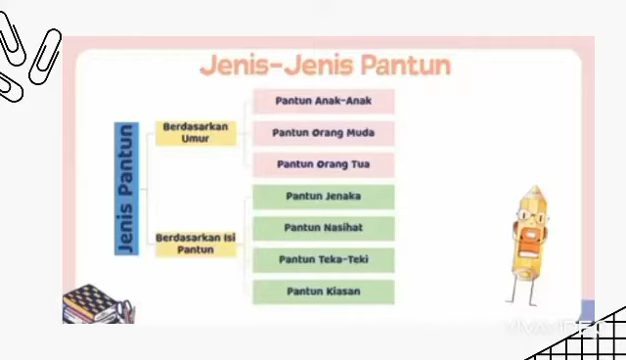 Jenis-Jenis Pantun
Jenis Pantun
Berdasarkan
Umur
Pantun Anak-Anak
Pantun Orang Muda
Pantun Orang Tua
Berdasarkan Isi
Pantun
Pantun Jenaka
Pantun Nasihat
Pantun Teka-Teki
Pantun Kiasan
VIVAVIDEO